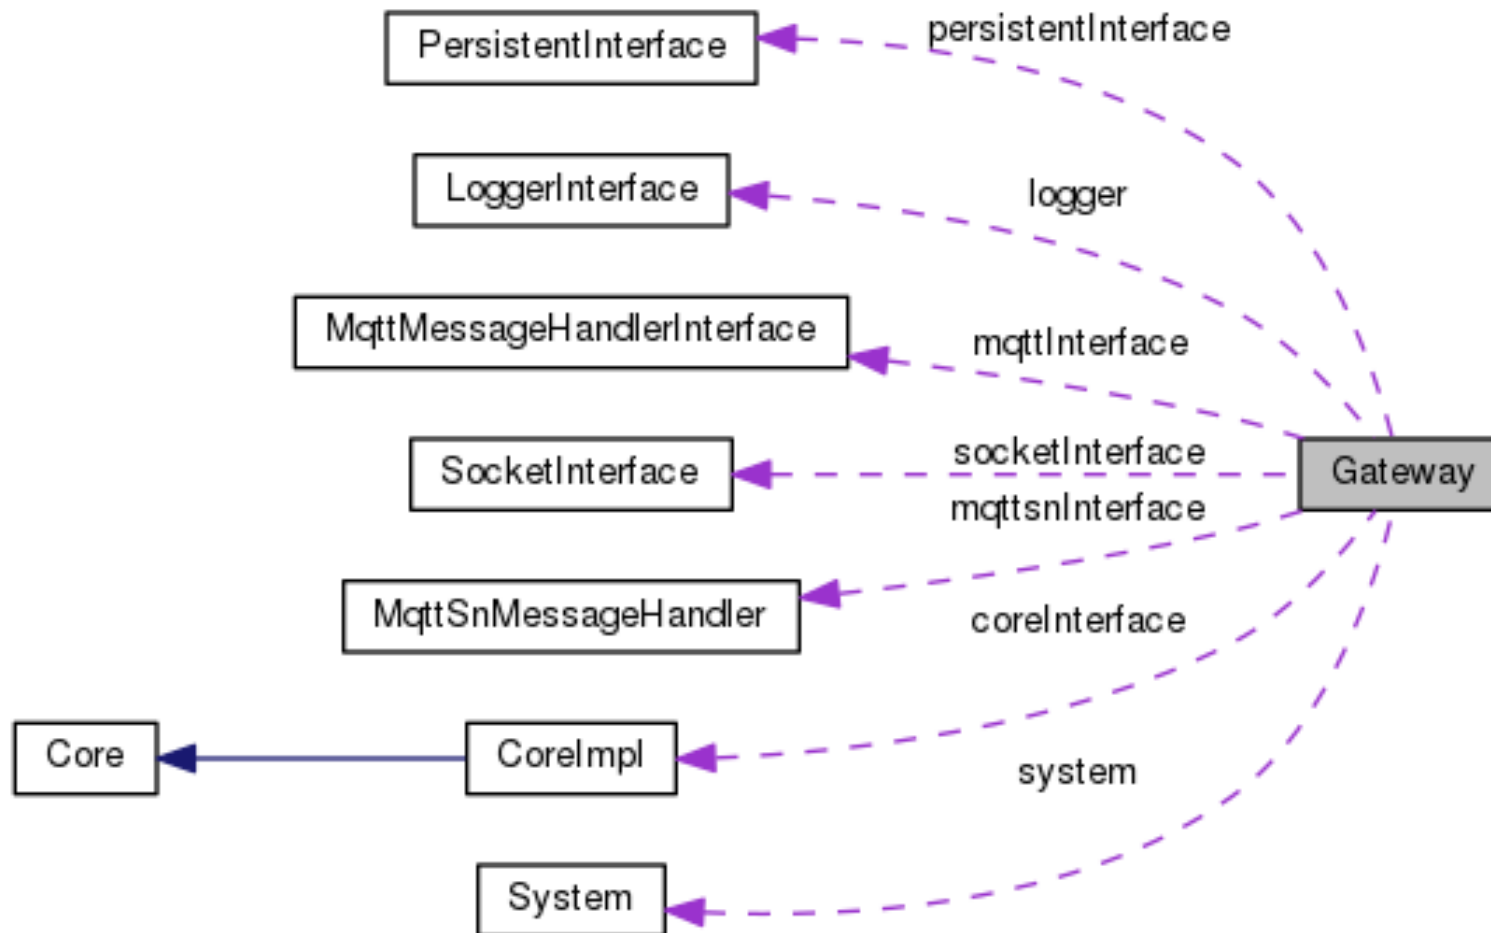 PersistentInterface
persistentInterface
LoggerInterface
logger
MqttMessageHandlerInterface
mqttInterface
SocketInterface
socketInterface
Gateway
mqttsnInterface
MqttSnMessageHandler
coreInterface
Core
CoreImpl
system
System